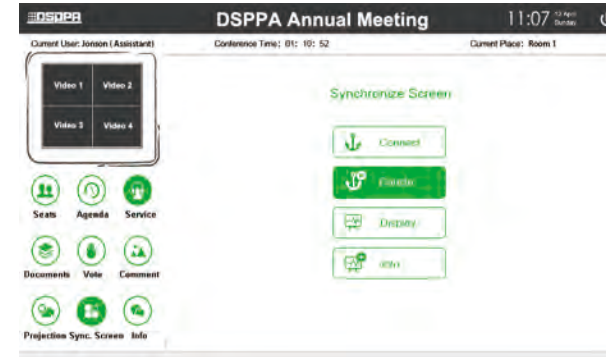 DSPPA DSPPA Annual Meeting 11:07
Current User: Jonson (Assisstant) Conference Time: 01: 10: 52 Current Place: Room 1
Video 1 Video 2
Video 3 Video 4
Synchronize Screen
Connect
Display
Seats Agenda Service
Documents Vote Comment
Projection Sync. Screen Info